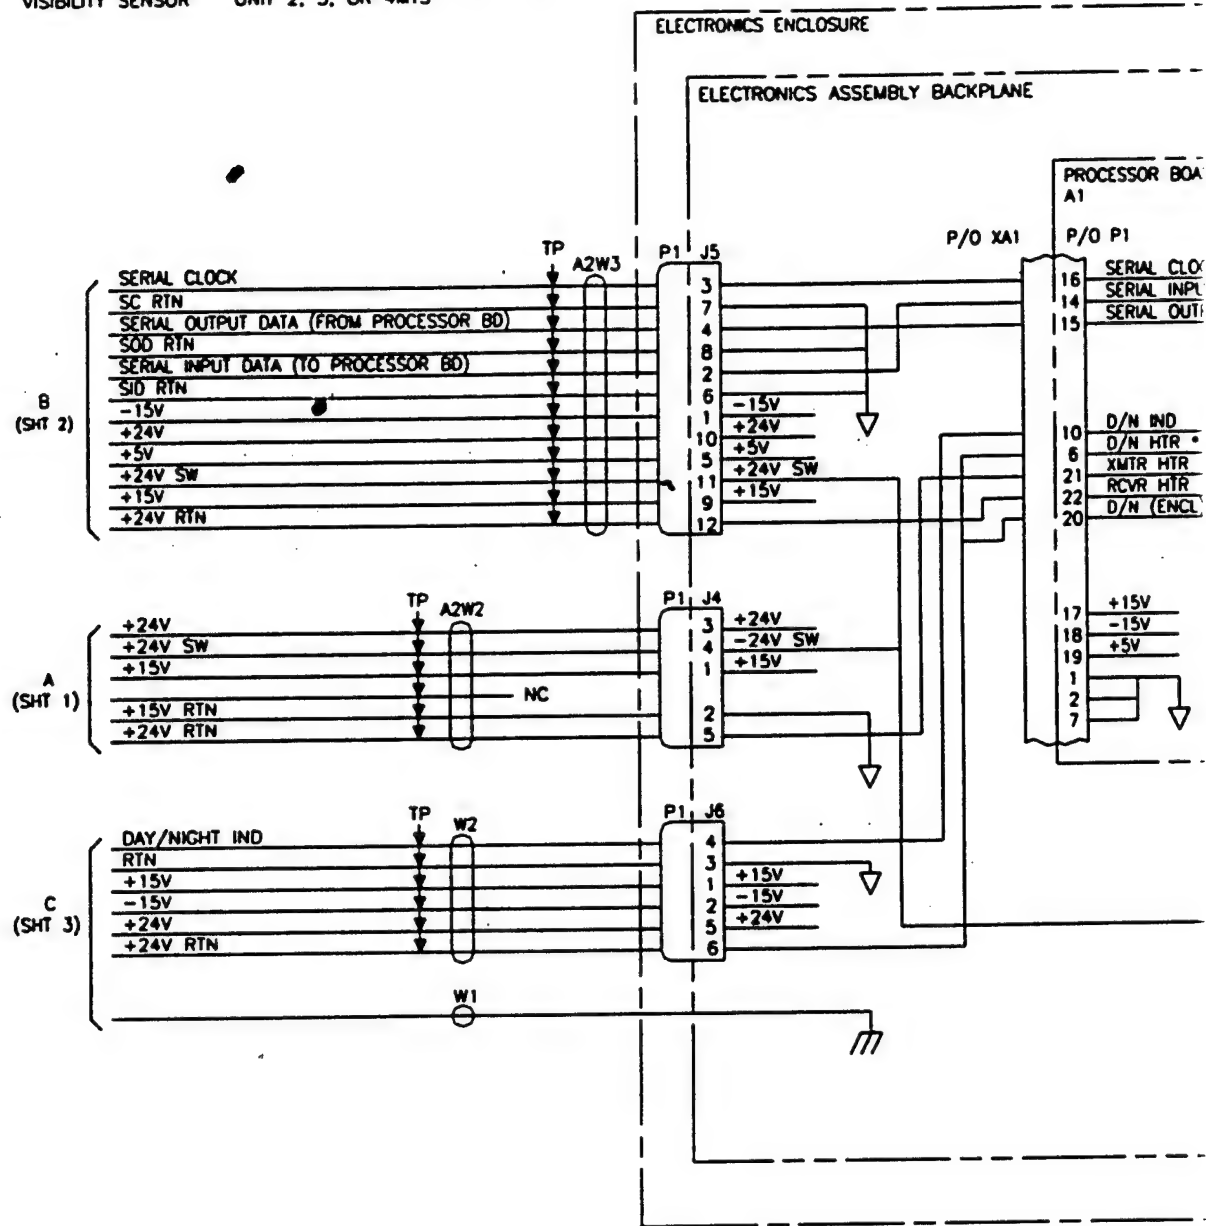 VISIBILITY SENSOR UNIT 2, 3, OR 4MTS
ELECTRONICS ENCLOSURE
ELECTRONICS ASSEMBLY BACKPLANE
PROCESSOR BOA
A1
P/O XA1 P/O P1
TP
A2W3
P1 J5
B
(SHT 2)
SERIAL CLOCK
SC RTN
SERIAL OUTPUT DATA (FROM PROCESSOR BD)
SOD RTN
SERIAL INPUT DATA (TO PROCESSOR BD)
SID RTN
-15V
+24V
+5V
+24V SW
+15V
+24V RTN
3
7
4
8
2
6
1 -15V
10 +24V
5 +5V
11 +24V SW
9 +15V
12
16 SERIAL CLO
14 SERIAL INPU
15 SERIAL OUT
10 D/N IND
6 D/N HTR
21 XMTR HTR
22 RCVR HTR
20 D/N (ENCL
17 +15V
18 -15V
19 +5V
1
2
7
TP
A2W2
P1 J4
A
(SHT 1)
+24V
+24V SW
+15V
NC
+15V RTN
+24V RTN
3 +24V
4 -24V SW
1 +15V
2
5
TP
W2
P1 J6
C
(SHT 3)
DAY/NIGHT IND
RTN
+15V
-15V
+24V
+24V RTN
4
3
1 +15V
2 -15V
5 +24V
6
W1